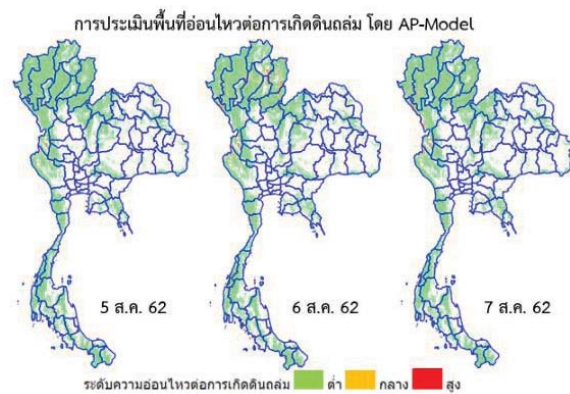 การประเมินพื้นที่อ่อนไหวต่อการเกิดดินถล่ม โดย AP-Model
5 ส.ค. 62 6 ส.ค. 62 7 ส.ค. 62
ระดับความอ่อนไหวต่อการเกิดดินถล่ม ต่ำ กลาง สูง